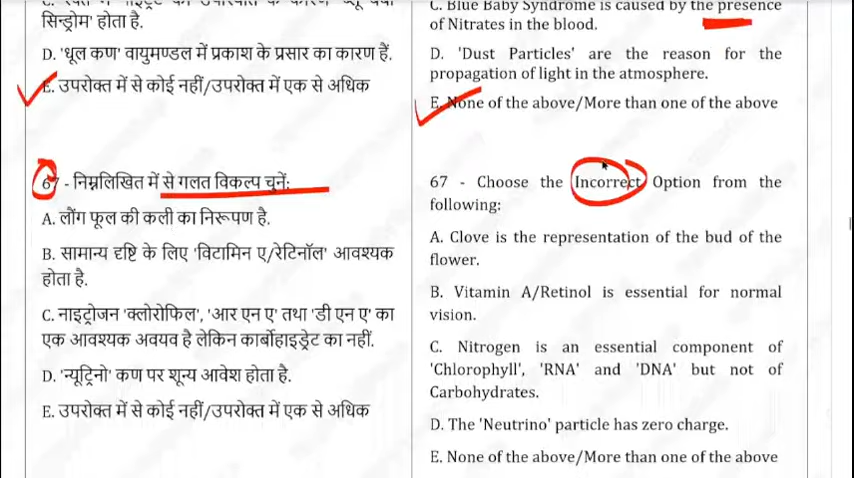 सिन्ड्रोम' होता है.
D. 'धूल कण' वायुमण्डल में प्रकाश के प्रसार का कारण हैं.
E. उपरोक्त में से कोई नहीं/उपरोक्त में एक से अधिक
67 - निम्नलिखित में से गलत विकल्प चुनें:
A. लौंग फूल की कली का निरूपण है.
B. सामान्य दृष्टि के लिए 'विटामिन ए/रेटिनॉल' आवश्यक
होता है.
C. नाइट्रोजन 'क्लोरोफिल', 'आर एन ए' तथा 'डी एन ए' का
एक आवश्यक अवयव है लेकिन कार्बोहाइड्रेट का नहीं.
D. 'न्यूट्रिनो' कण पर शून्य आवेश होता है.
E. उपरोक्त में से कोई नहीं/उपरोक्त में एक से अधिक
C. Blue Baby Syndrome is caused by the presence
of Nitrates in the blood.
D. 'Dust Particles' are the reason for the
propagation of light in the atmosphere.
E. None of the above/More than one of the above
67 - Choose the Incorrect Option from the
following:
A. Clove is the representation of the bud of the
flower.
B. Vitamin A/Retinol is essential for normal
vision.
C. Nitrogen is an essential component of
'Chlorophyll', 'RNA' and 'DNA' but not of
Carbohydrates.
D. The 'Neutrino' particle has zero charge.
E. None of the above/More than one of the above